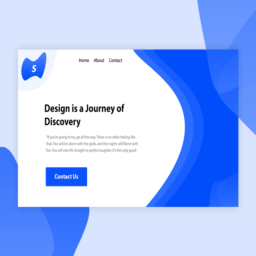 S
Home About Contact
Design is a Journey of
Discovery
"If you're going to try, go all the way. There is no other feeling like
that. You will be alone with the gods, and the nights will flame with
fire. You will ride life straight to perfect laughter. It's the only good
Contact Us